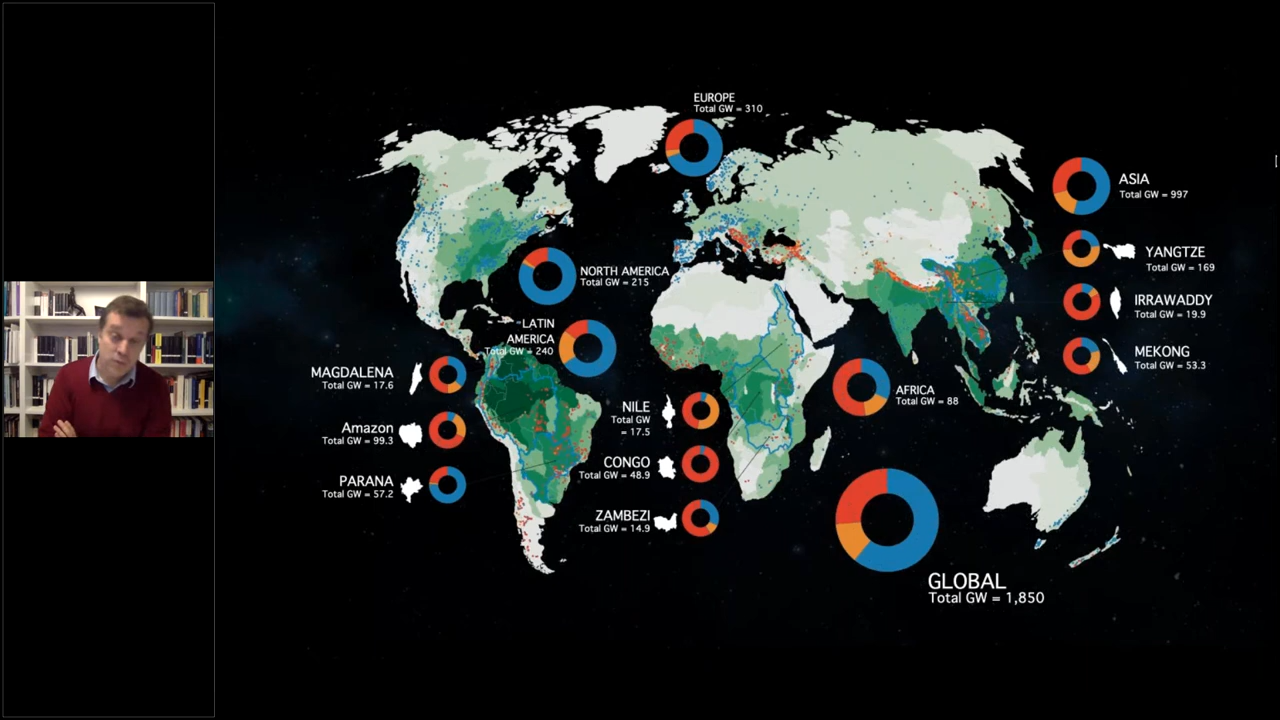 EUROPE
Total GW = 310
ASIA
Total GW = 997
YANGTZE
Total GW = 169
NORTH AMERICA
Total GW = 215
IRRAWADDY
Total GW = 19.9
LATIN
AMERICA
Total GW = 240
MEKONG
Total GW = 53.3
MAGDALENA
Total GW = 17.6
AFRICA
Total GW = 88
NILE
Total GW
= 17.5
Amazon
Total GW = 99.3
CONGO
Total GW = 48.9
PARANA
Total GW = 57.2
ZAMBEZI
Total GW = 14.9
GLOBAL
Total GW = 1,850